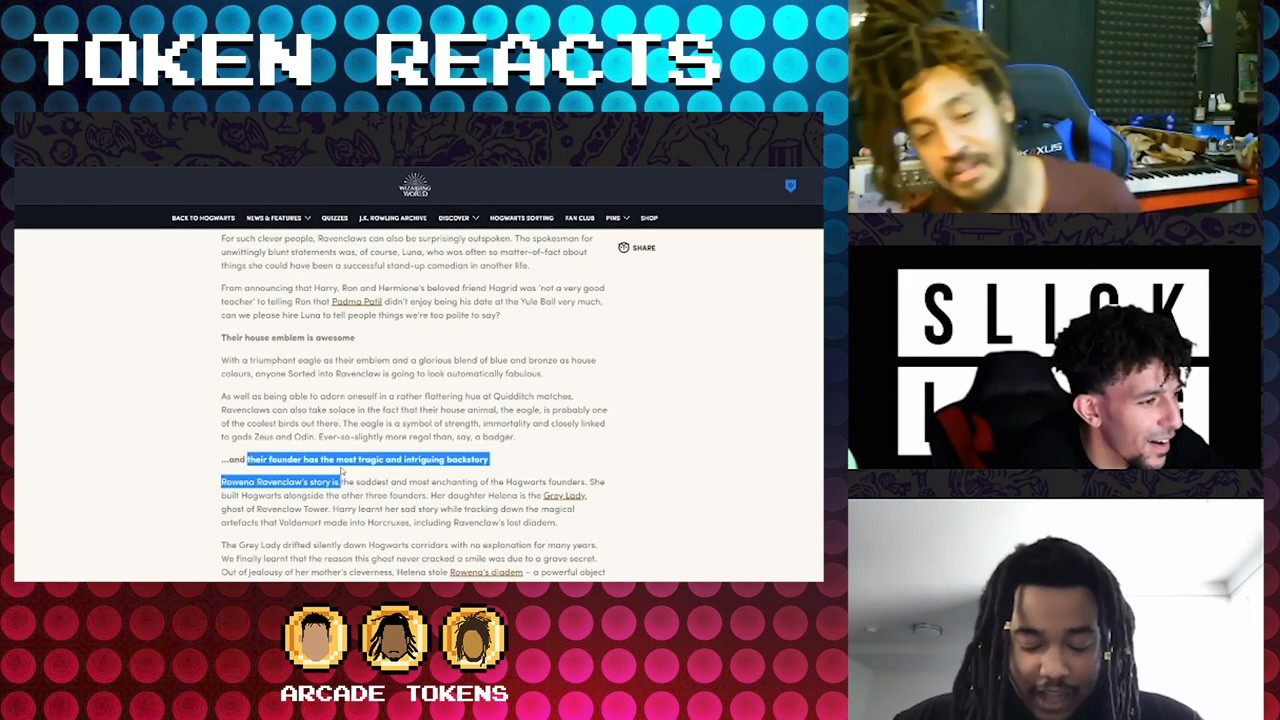 TOKEN REACTS
WIZARDING
WORLD
BACK TO HOGWARTS NEWS & FEATURES QUIZZES J.K. ROWLING ARCHIVE DISCOVER HOGWARTS SORTING FAN CLUB PINS SHOP
For such clever people, Ravenclaws can also be surprisingly outspoken. The spokesman for
unwittingly blunt statements was, of course, Luna, who was often so matter-of-fact about
things she could have been a successful stand-up comedian in another life.
SHARE
From announcing that Harry, Ron and Hermione's beloved friend Hagrid was 'not a very good
teacher' to telling Ron that Padma Patil didn't enjoy being his date at the Yule Ball very much,
can we please hire Luna to tell people things we're too polite to say?
Their house emblem is awesome
With a triumphant eagle as their emblem and a glorious blend of blue and bronze as house
colours, anyone Sorted into Ravenclaw is going to look automatically fabulous.
As well as being able to adorn oneself in a rather flattering hue at Quidditch matches,
Ravenclaws can also take solace in the fact that their house animal, the eagle, is probably one
of the coolest birds out there. The eagle is a symbol of strength, immortality and closely linked
to gods Zeus and Odin. Ever-so-slightly more regal than, say, a badger.
...and their founder has the most tragic and intriguing backstory
Rowena Ravenclaw's story is the saddest and most enchanting of the Hogwarts founders. She
built Hogwarts alongside the other three founders. Her daughter Helena is the Grey Lady,
ghost of Ravenclaw Tower. Harry learnt her sad story while tracking down the magical
artefacts that Voldemort made into Horcruxes, including Ravenclaw's lost diadem.
The Grey Lady drifted silently down Hogwarts corridors with no explanation for many years.
We finally learnt that the reason this ghost never cracked a smile was due to a grave secret.
Out of jealousy of her mother's cleverness, Helena stole Rowena's diadem – a powerful object
ARCADE TOKENS
SLICK